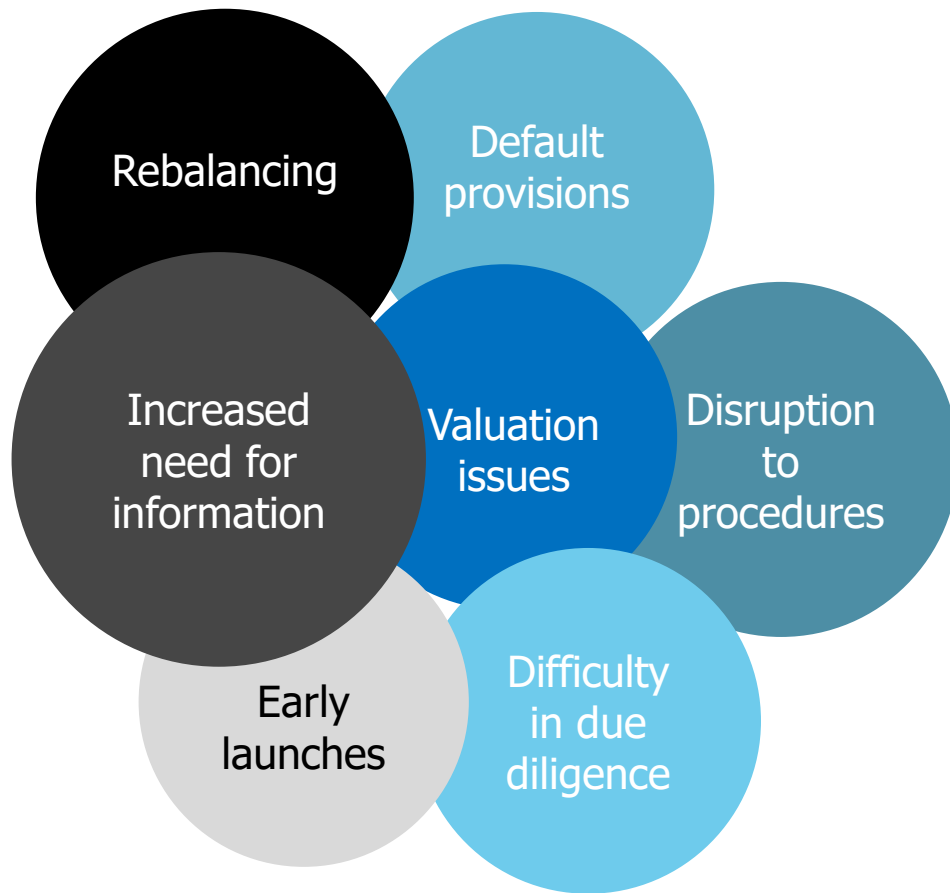 Rebalancing
Default
provisions
Increased
need for
information
Valuation
issues
Disruption
to
procedures
Early
launches
Difficulty
in due
diligence